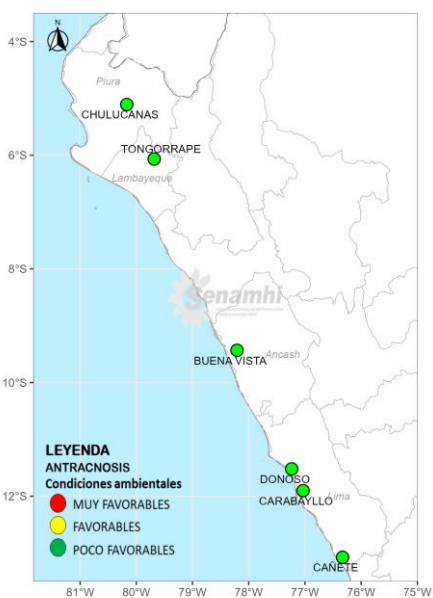 N
4°S
Piura
CHULUCANAS
TONGORRAPE
6°S
Lambayeque
8°S
Senamhi
BUENA VISTA
Ancash
10°S
LEYENDA
ANTRACNOSIS
Condiciones ambientales
MUY FAVORABLES
FAVORABLES
POCO FAVORABLES
DONOSO
CARABAYLLO
Lima
12°S
CAÑETE
81°W 80°W 79°W 78°W 77°W 76°W 75°W